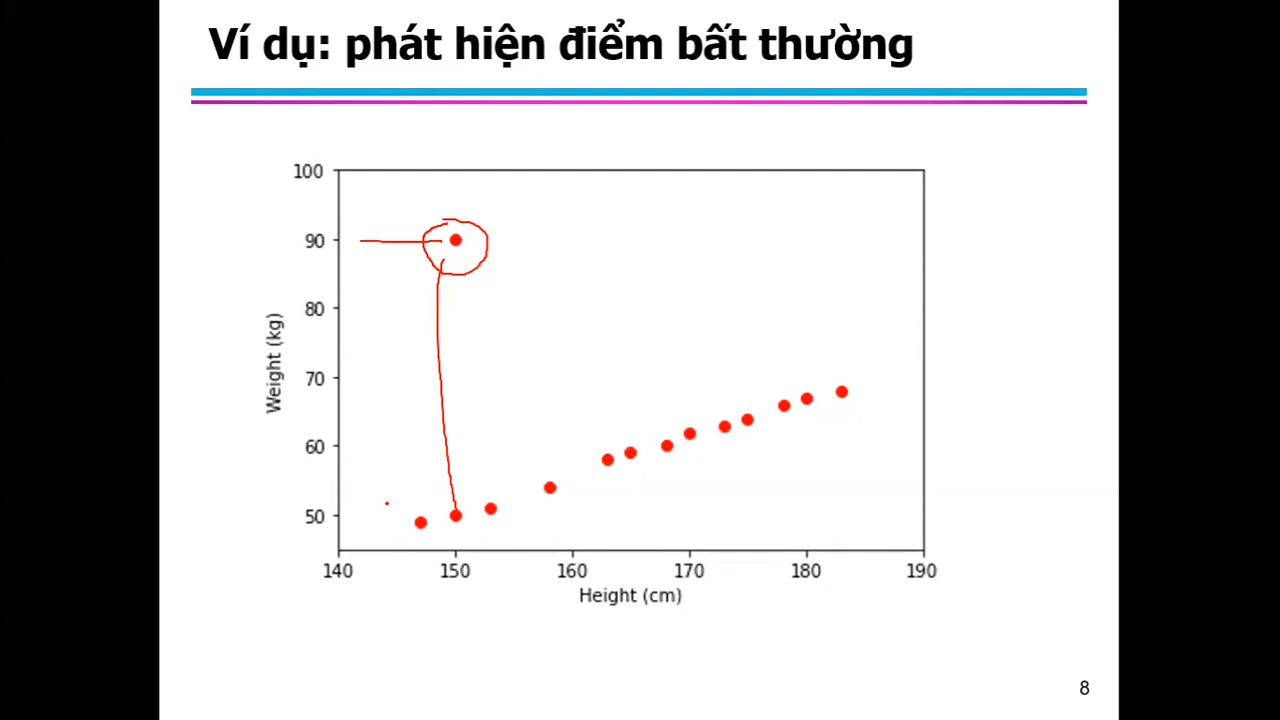 Ví dụ: phát hiện điểm bất thường
100
90
80
70
60
50
Weight (kg)
140 150 160 170 180 190
Height (cm)
8